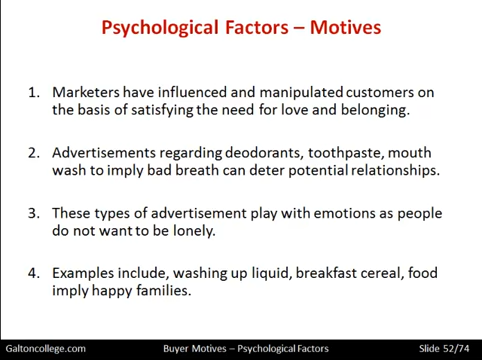 Psychological Factors – Motives
1. Marketers have influenced and manipulated customers on
the basis of satisfying the need for love and belonging.
2. Advertisements regarding deodorants, toothpaste, mouth
wash to imply bad breath can deter potential relationships.
3. These types of advertisement play with emotions as people
do not want to be lonely.
4. Examples include, washing up liquid, breakfast cereal, food
imply happy families.
Galtoncollege.com Buyer Motives – Psychological Factors Slide 52/74